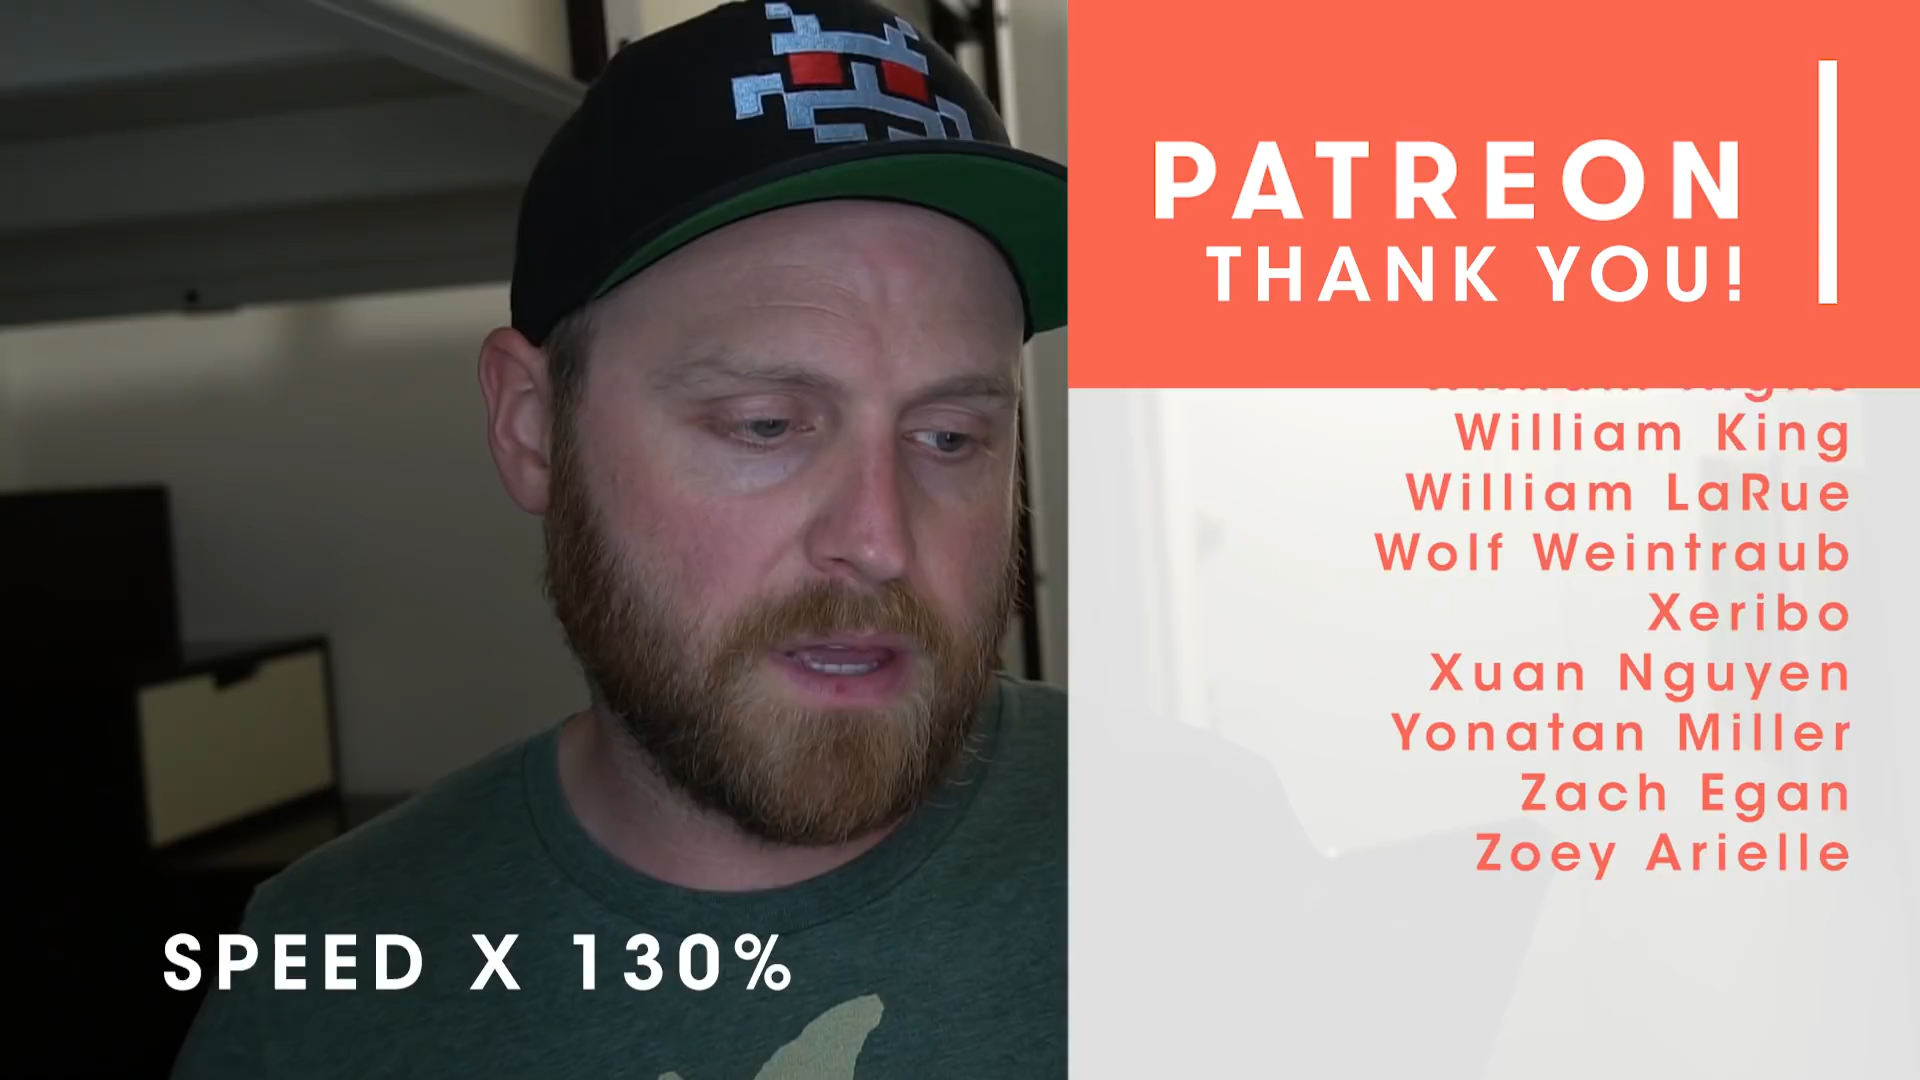 PATREON
THANK YOU!
William King
William LaRue
Wolf Weintraub
Xeribo
Xuan Nguyen
Yonatan Miller
Zach Egan
Zoey Arielle
SPEED X 130%